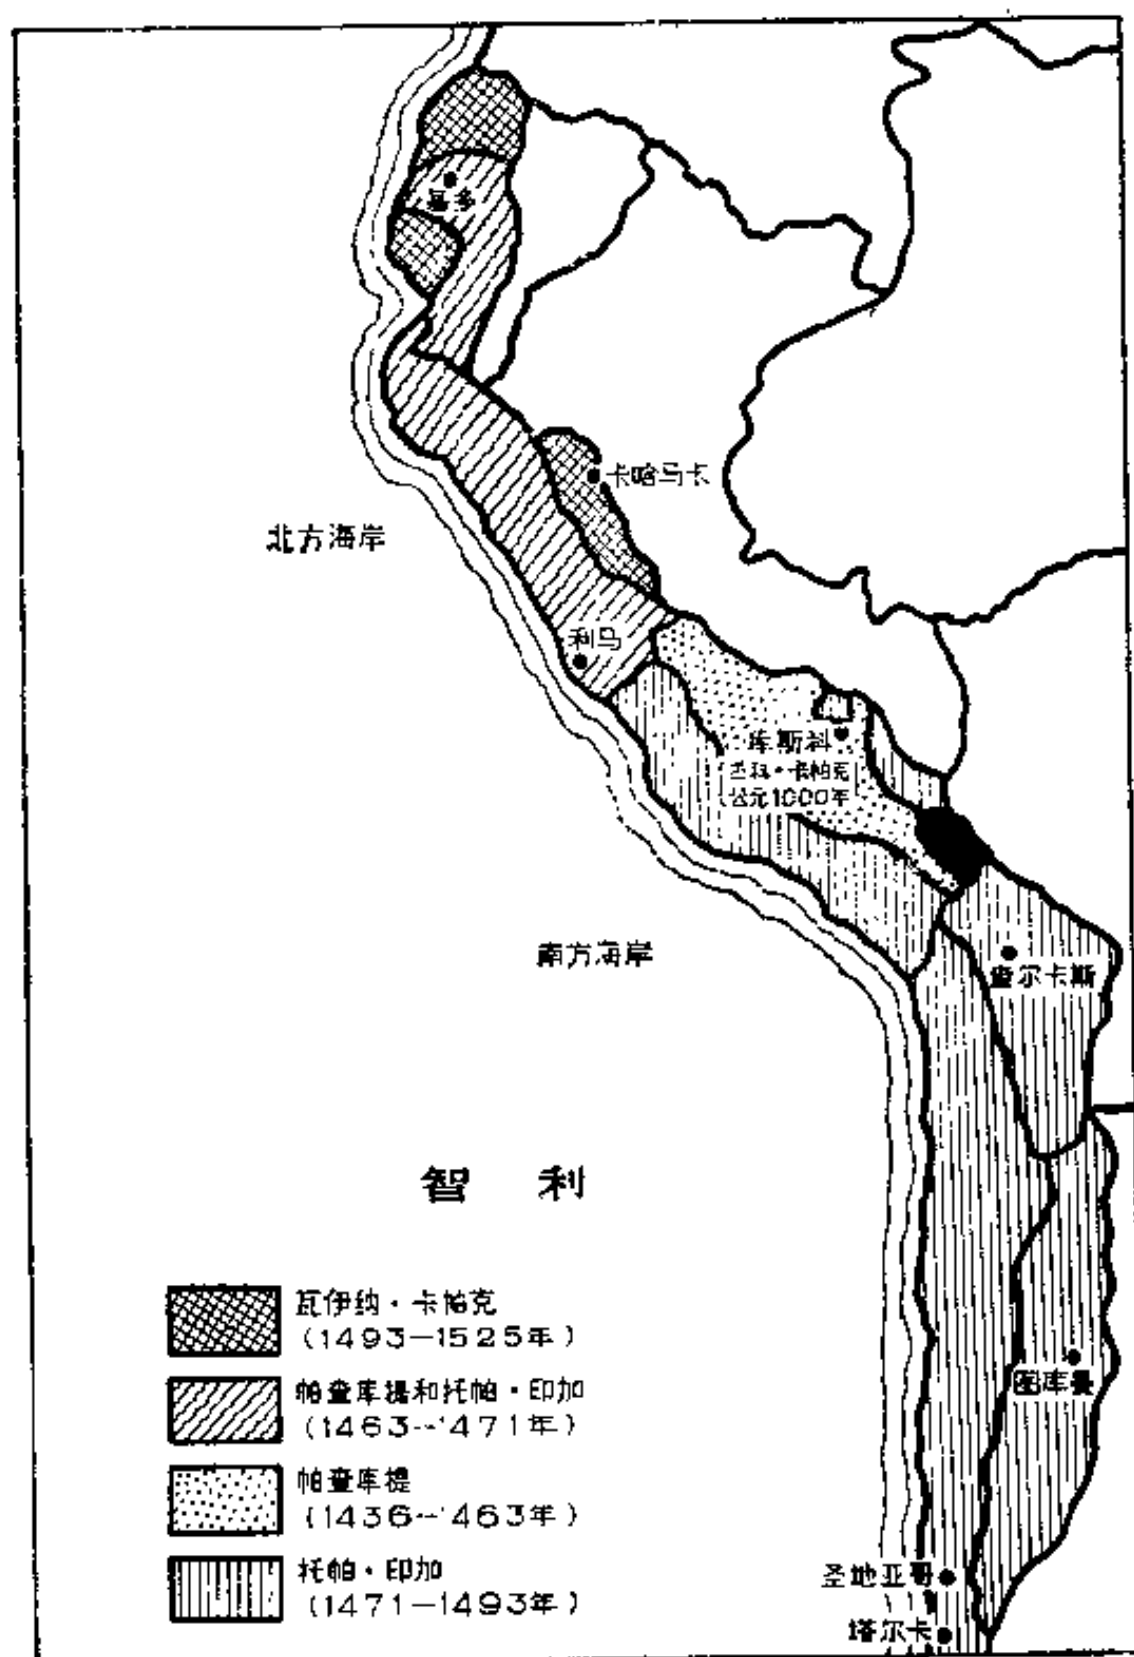 基多
卡哈马卡
北方海岸
利马
库斯科
芒科·卡帕克
公元1000年
南方海岸
查尔卡斯
智 利
瓦伊纳·卡帕克
(1493—1525年)
帕查库提和托帕·印加
(1463—1471年)
图库曼
帕查库提
(1436—1463年)
托帕·印加
(1471—1493年)
圣地亚哥
塔尔卡